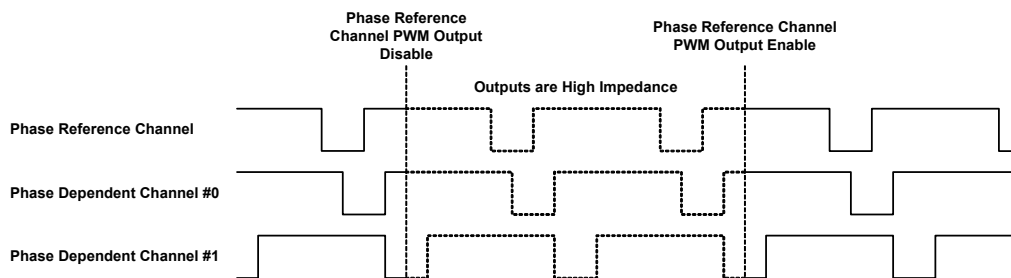 Phase Reference
Channel PWM Output
Disable
Phase Reference Channel
PWM Output Enable
Outputs are High Impedance
Phase Reference Channel
Phase Dependent Channel #0
Phase Dependent Channel #1